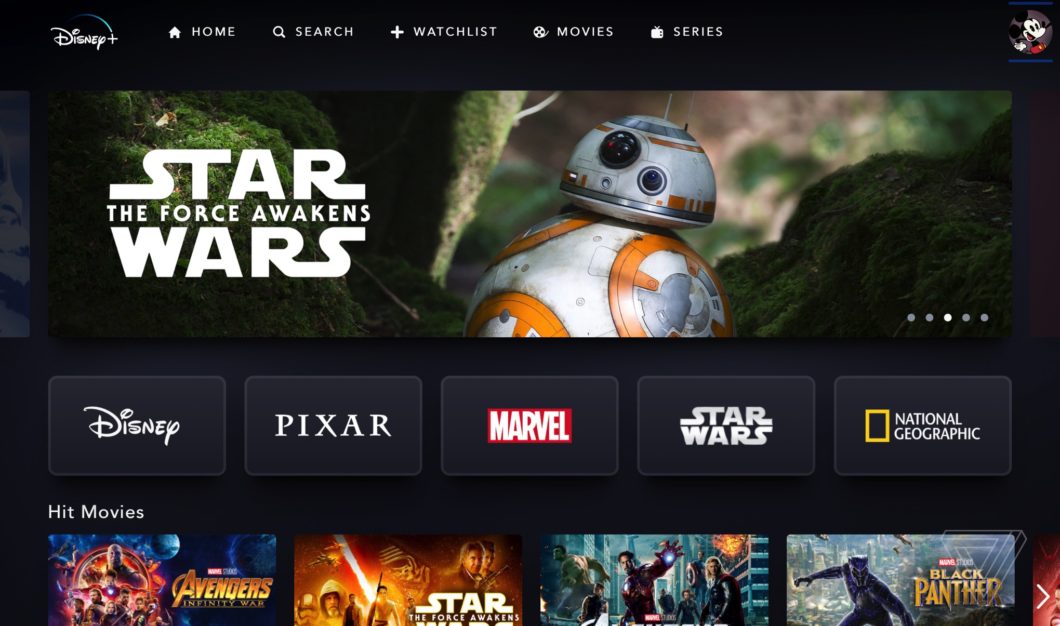 Disney+
HOME
SEARCH
WATCHLIST
MOVIES
SERIES
STAR
THE FORCE AWAKENS
WARS
Disney
PIXAR
MARVEL
STAR
WARS
NATIONAL
GEOGRAPHIC
Hit Movies
MARVEL STUDIOS
AVENGERS
INFINITY WAR
STAR
THE FORCE AWAKENS
WARS
MARVEL STUDIOS
AVENGERS
MARVEL STUDIOS
BLACK
PANTHER